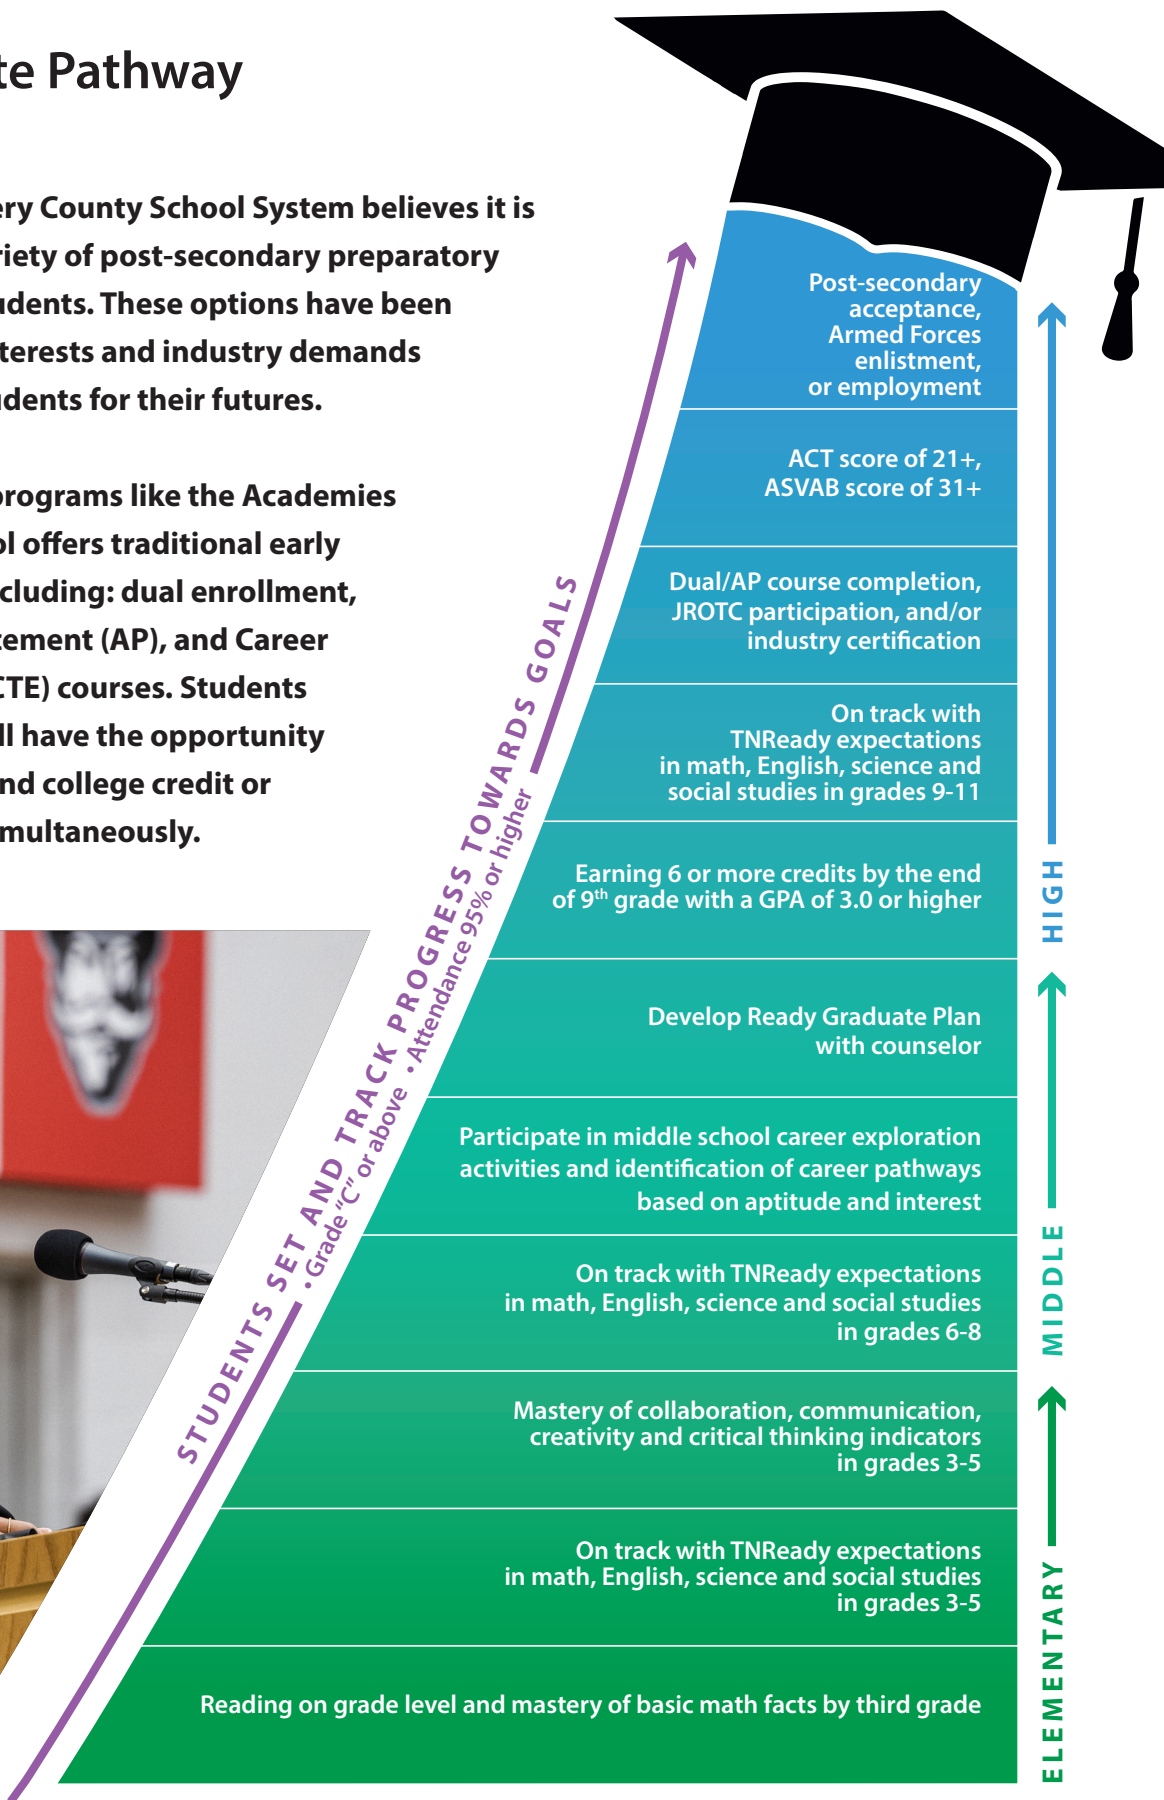 te Pathway
ery County School System believes it is
riety of post-secondary preparatory
udents. These options have been
terests and industry demands
udents for their futures.
programs like the Academies
ol offers traditional early
cluding: dual enrollment,
cement (AP), and Career
CTE) courses. Students
ll have the opportunity
nd college credit or
multaneously.
STUDENTS SET AND TRACK PROGRESS TOWARDS GOALS
• Grade “C” or above • Attendance 95% or higher
Post-secondary
acceptance,
Armed Forces
enlistment,
or employment
ACT score of 21+,
ASVAB score of 31+
Dual/AP course completion,
JROTC participation, and/or
industry certification
On track with
TNReady expectations
in math, English, science and
social studies in grades 9-11
Earning 6 or more credits by the end
of 9th grade with a GPA of 3.0 or higher
HIGH
Develop Ready Graduate Plan
with counselor
Participate in middle school career exploration
activities and identification of career pathways
based on aptitude and interest
On track with TNReady expectations
in math, English, science and social studies
in grades 6-8
MIDDLE
Mastery of collaboration, communication,
creativity and critical thinking indicators
in grades 3-5
On track with TNReady expectations
in math, English, science and social studies
in grades 3-5
Reading on grade level and mastery of basic math facts by third grade
ELEMENTARY